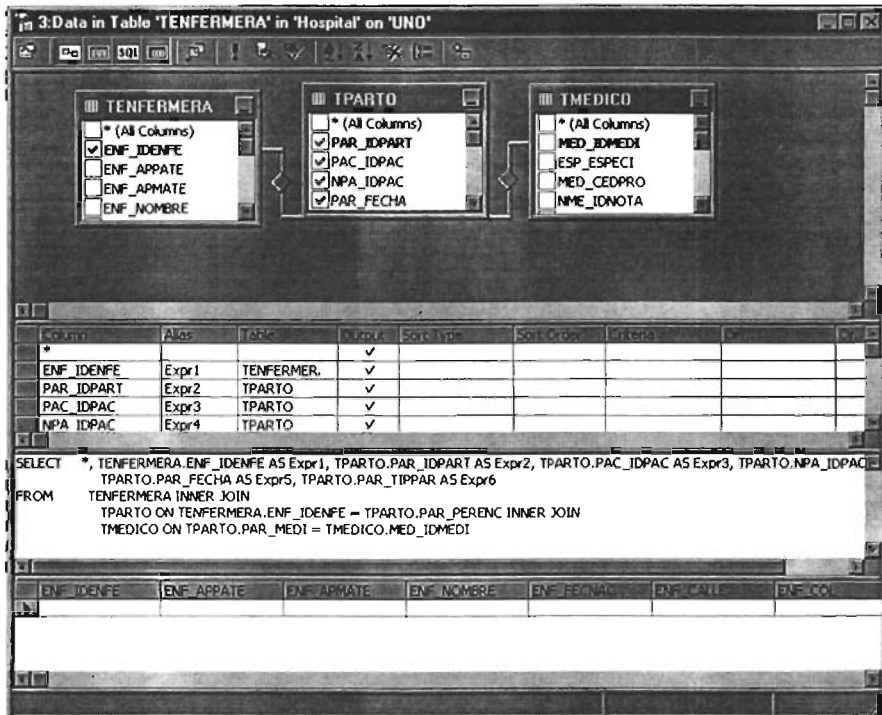 3:Data in Table 'TENFERMERA' in 'Hospital' on 'UNO'
SQL
TENFERMERA
* (All Columns)
ENF_IDENFE
ENF_APPATE
ENF_APMATE
ENF_NOMBRE
TPARTO
* (All Columns)
PAR_IDPART
PAC_IDPAC
NPA_IDPAC
PAR_FECHA
TMEDICO
* (All Columns)
MED_IDMEDI
ESP_ESPECI
MED_CEDPRO
NME_IDNOTA
Column Alias Table Output Sort Type Sort Order Criteria Or Or
*
ENF_IDENFE Expr1 TENFERMER.
PAR_IDPART Expr2 TPARTO
PAC_IDPAC Expr3 TPARTO
NPA_IDPAC Expr4 TPARTO
SELECT *, TENFERMERA.ENF_IDENFE AS Expr1, TPARTO.PAR_IDPART AS Expr2, TPARTO.PAC_IDPAC AS Expr3, TPARTO.NPA_IDPAC
TPARTO.PAR_FECHA AS Expr5, TPARTO.PAR_TIPPAR AS Expr6
FROM TENFERMERA INNER JOIN
TPARTO ON TENFERMERA.ENF_IDENFE = TPARTO.PAR_PERENC INNER JOIN
TMEDICO ON TPARTO.PAR_MEDI = TMEDICO.MED_IDMEDI
ENF_IDENFE ENF_APPATE ENF_APMATE ENF_NOMBRE ENF_FECNAC ENF_CALLE ENF_COL